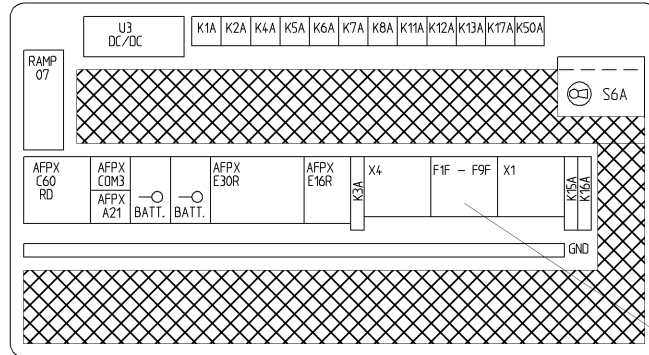 U3
DC/DC
K1A K2A K4A K5A K6A K7A K8A K11A K12A K13A K17A K50A
RAMP
07
S6A
AFPX
C60
RD
AFPX
COM3
AFPX
A21
BATT.
BATT.
AFPX
E30R
AFPX
E16R
K3A
X4
F1F - F9F
X1
K15A
K16A
GND